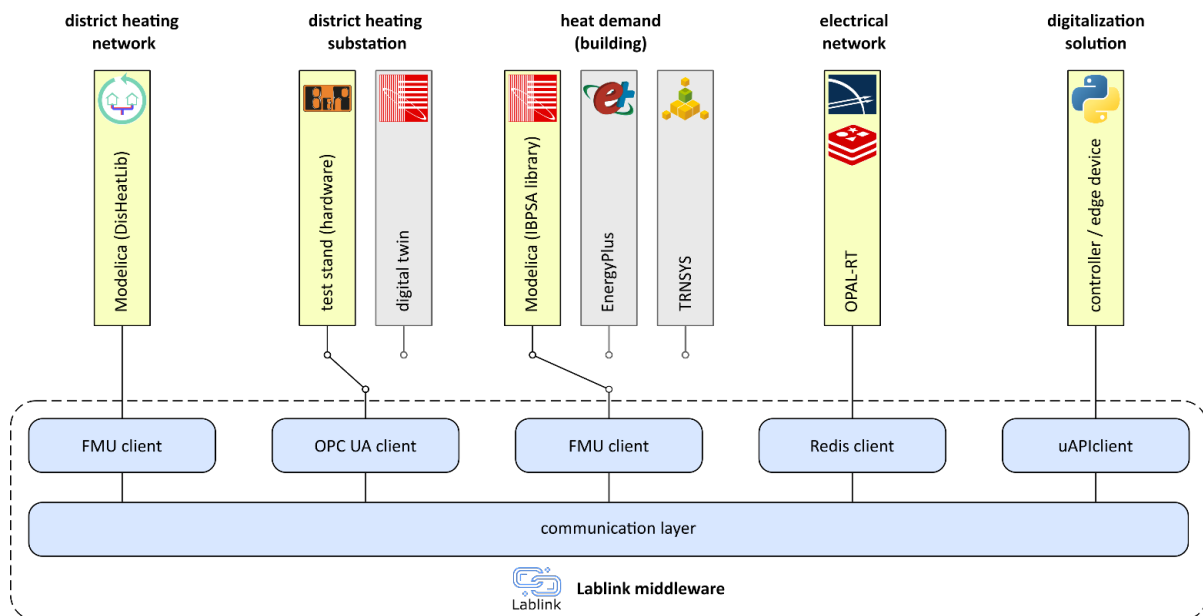 district heating
network
district heating
substation
heat demand
(building)
electrical
network
digitalization
solution
Modelica (DisHeatLib)
test stand (hardware)
digital twin
Modelica (IBPSA library)
EnergyPlus
TRNSYS
OPAL-RT
controller / edge device
FMU client
OPC UA client
FMU client
Redis client
uAPIclient
communication layer
Lablink
Lablink middleware